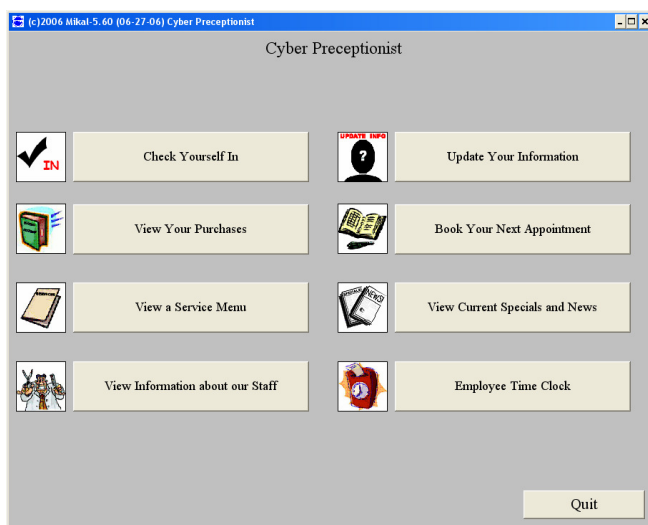 (c)2006 Mikal-5.60 (06-27-06) Cyber Preceptionist
Cyber Preceptionist
IN
Check Yourself In
UPDATE INFO
?
Update Your Information
View Your Purchases
Book Your Next Appointment
View a Service Menu
NEWS!
View Current Specials and News
View Information about our Staff
Employee Time Clock
Quit